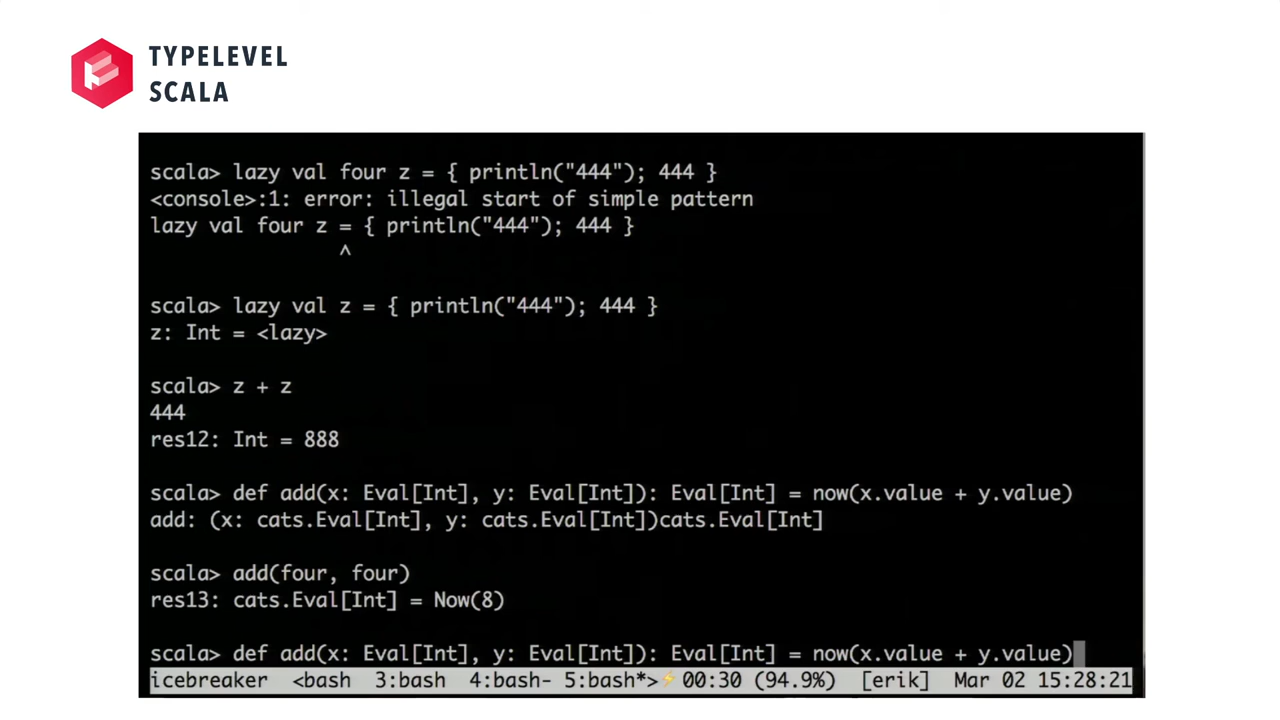 TYPELEVEL
SCALA
scala> lazy val four z = { println("444"); 444 }
<console>:1: error: illegal start of simple pattern
lazy val four z = { println("444"); 444 }
^
scala> lazy val z = { println("444"); 444 }
z: Int = <lazy>
scala> z + z
444
res12: Int = 888
scala> def add(x: Eval[Int], y: Eval[Int]): Eval[Int] = now(x.value + y.value)
add: (x: cats.Eval[Int], y: cats.Eval[Int])cats.Eval[Int]
scala> add(four, four)
res13: cats.Eval[Int] = Now(8)
scala> def add(x: Eval[Int], y: Eval[Int]): Eval[Int] = now(x.value + y.value)
icebreaker <bash 3:bash 4:bash- 5:bash*>⚡00:30 (94.9%) [erik] Mar 02 15:28:21